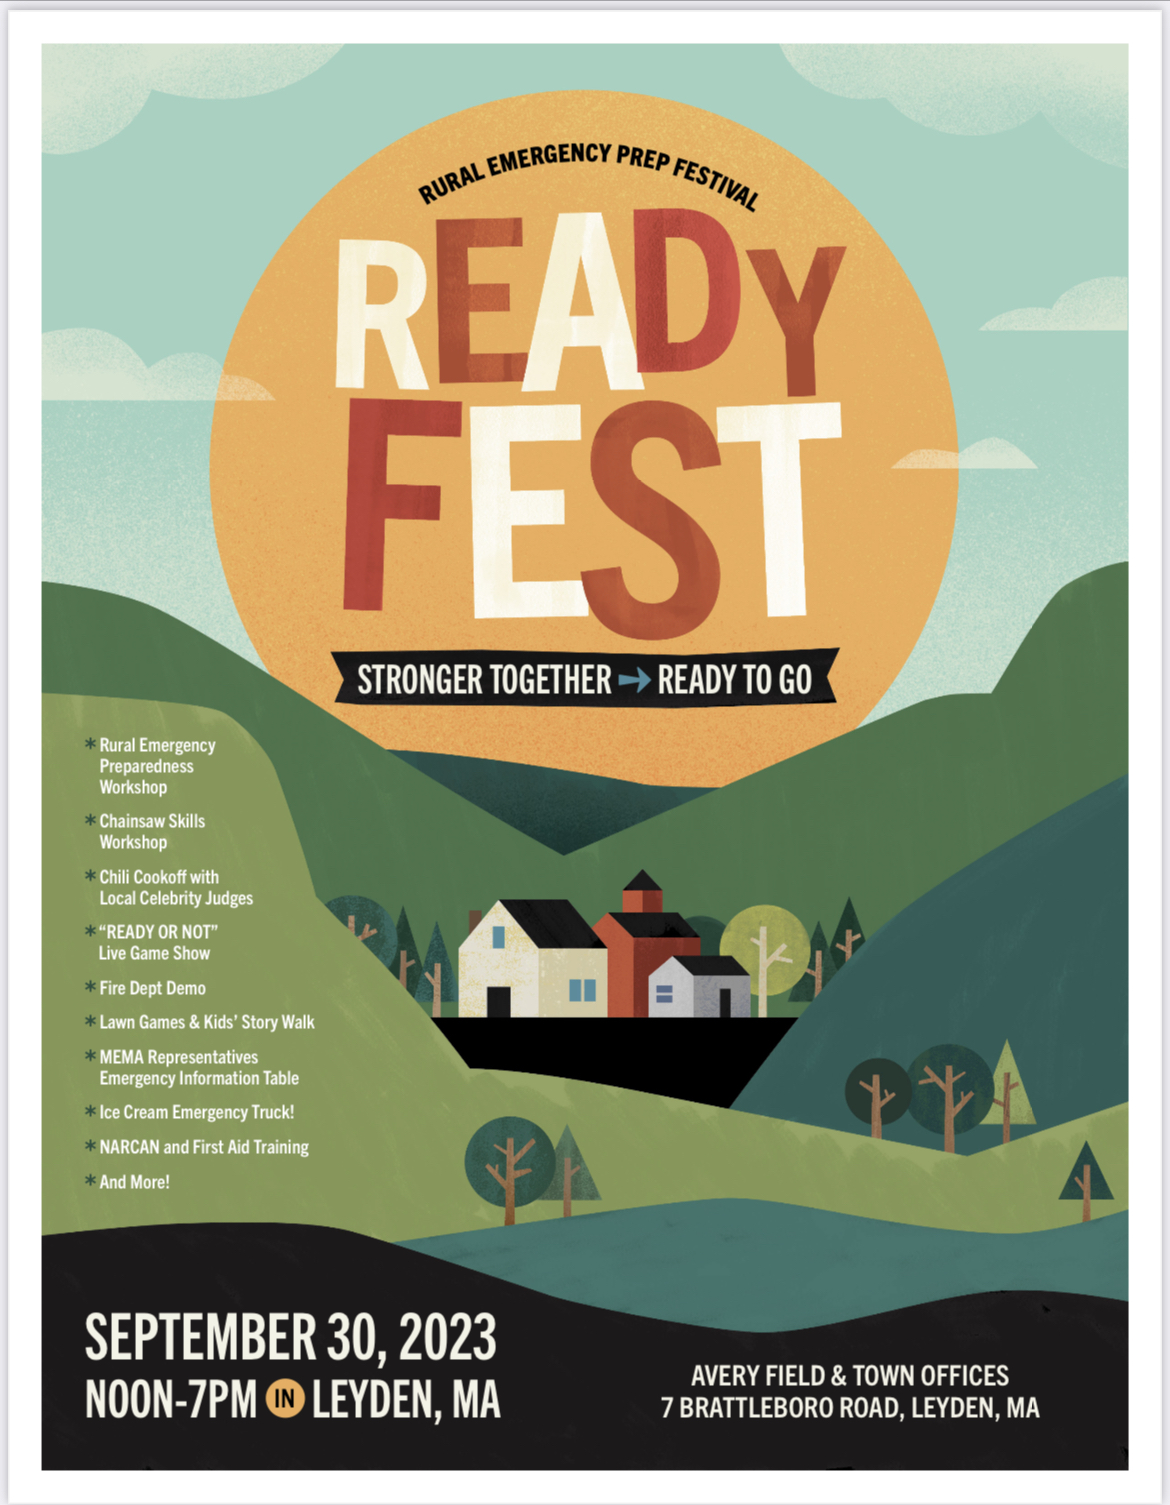 RURAL EMERGENCY PREP FESTIVAL
READY
FEST
STRONGER TOGETHER → READY TO GO
* Rural Emergency
Preparedness
Workshop
* Chainsaw Skills
Workshop
* Chili Cookoff with
Local Celebrity Judges
* “READY OR NOT”
Live Game Show
* Fire Dept Demo
* Lawn Games & Kids’ Story Walk
* MEMA Representatives
Emergency Information Table
* Ice Cream Emergency Truck!
* NARCAN and First Aid Training
* And More!
SEPTEMBER 30, 2023
NOON-7PM IN LEYDEN, MA
AVERY FIELD & TOWN OFFICES
7 BRATTLEBORO ROAD, LEYDEN, MA